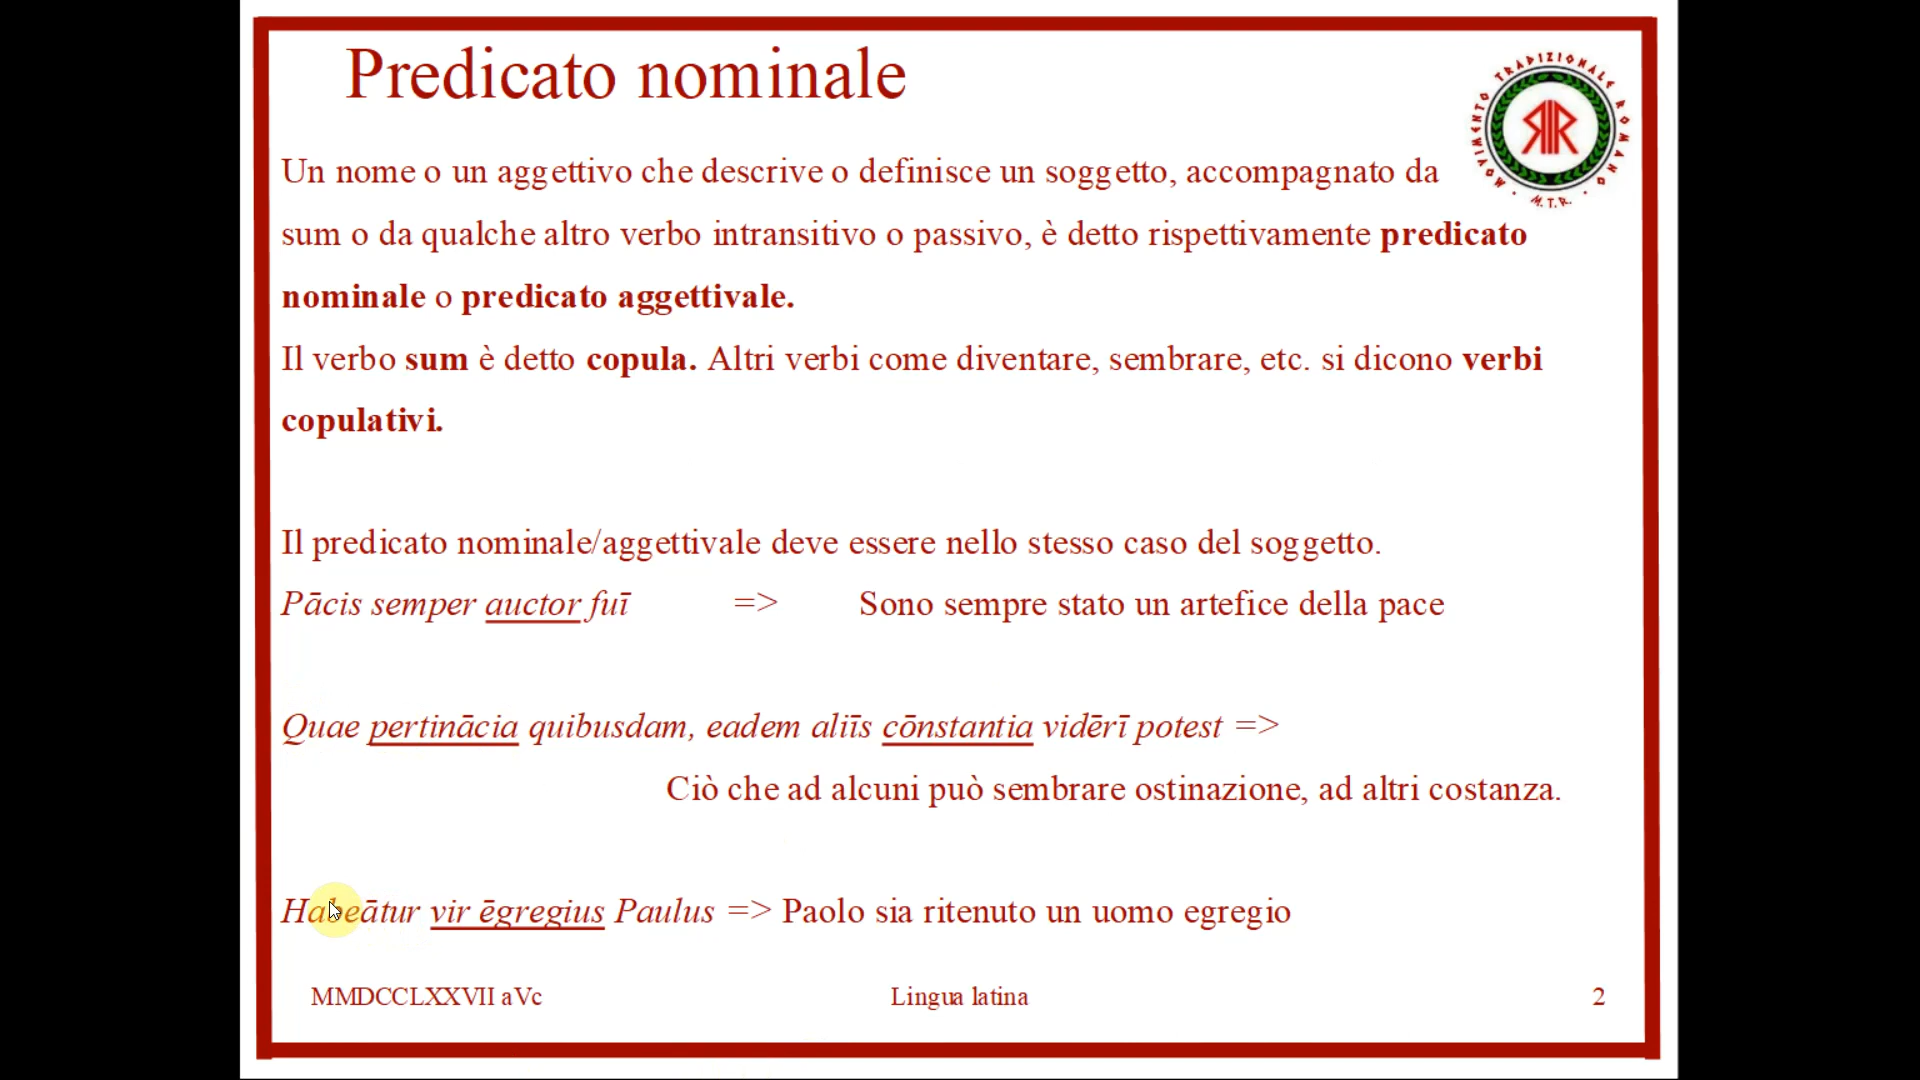 Predicato nominale
MOVIMENTO TRADIZIONALE ROMANO
M.T.R.
Un nome o un aggettivo che descrive o definisce un soggetto, accompagnato da
sum o da qualche altro verbo intransitivo o passivo, è detto rispettivamente predicato
nominale o predicato aggettivale.
Il verbo sum è detto copula. Altri verbi come diventare, sembrare, etc. si dicono verbi
copulativi.
Il predicato nominale/aggettivale deve essere nello stesso caso del soggetto.
Pācis semper auctor fuī => Sono sempre stato un artefice della pace
Quae pertinācia quibusdam, eadem aliīs cōnstantia vidērī potest =>
Ciò che ad alcuni può sembrare ostinazione, ad altri costanza.
Habeātur vir ēgregius Paulus => Paolo sia ritenuto un uomo egregio
MMDCCLXXVII aVc Lingua latina 2